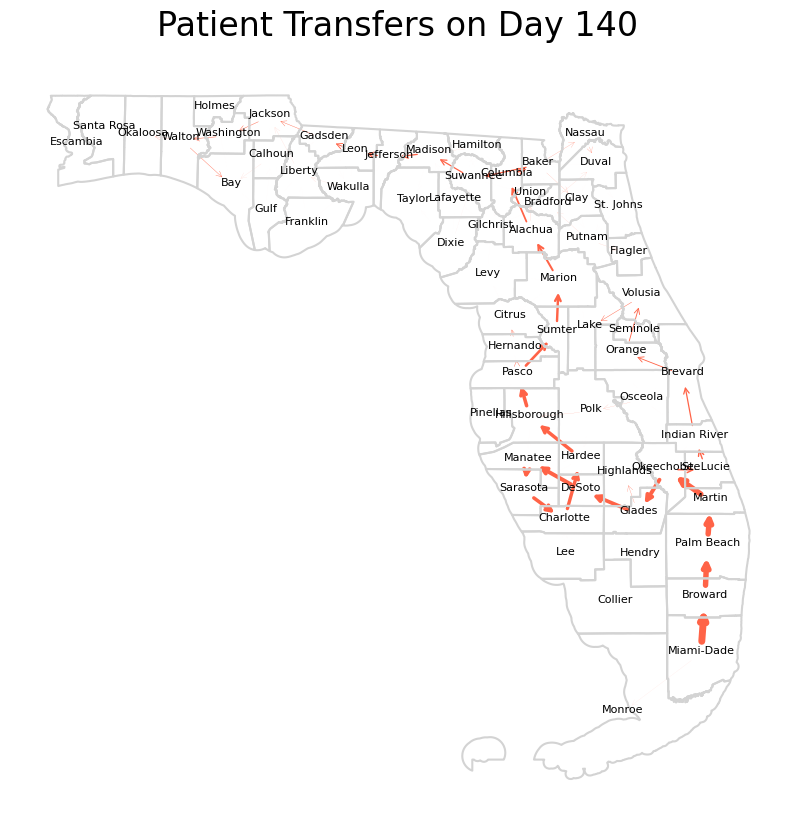 Patient Transfers on Day 140
Holmes
Jackson
Santa Rosa
Okaloosa
Walton
Washington
Escambia
Gadsden
Leon
Jefferson
Madison
Hamilton
Nassau
Calhoun
Liberty
Bay
Wakulla
Gulf
Franklin
Suwannee
Columbia
Baker
Duval
Taylor
Lafayette
Union
Bradford
Clay
St. Johns
Gilchrist
Alachua
Putnam
Dixie
Flagler
Levy
Marion
Volusia
Citrus
Sumter
Lake
Seminole
Hernando
Orange
Pasco
Brevard
Osceola
Pinellas
Hillsborough
Polk
Indian River
Manatee
Hardee
Highlands
Okeechobee
St. Lucie
Sarasota
DeSoto
Martin
Charlotte
Glades
Palm Beach
Lee
Hendry
Collier
Broward
Miami-Dade
Monroe